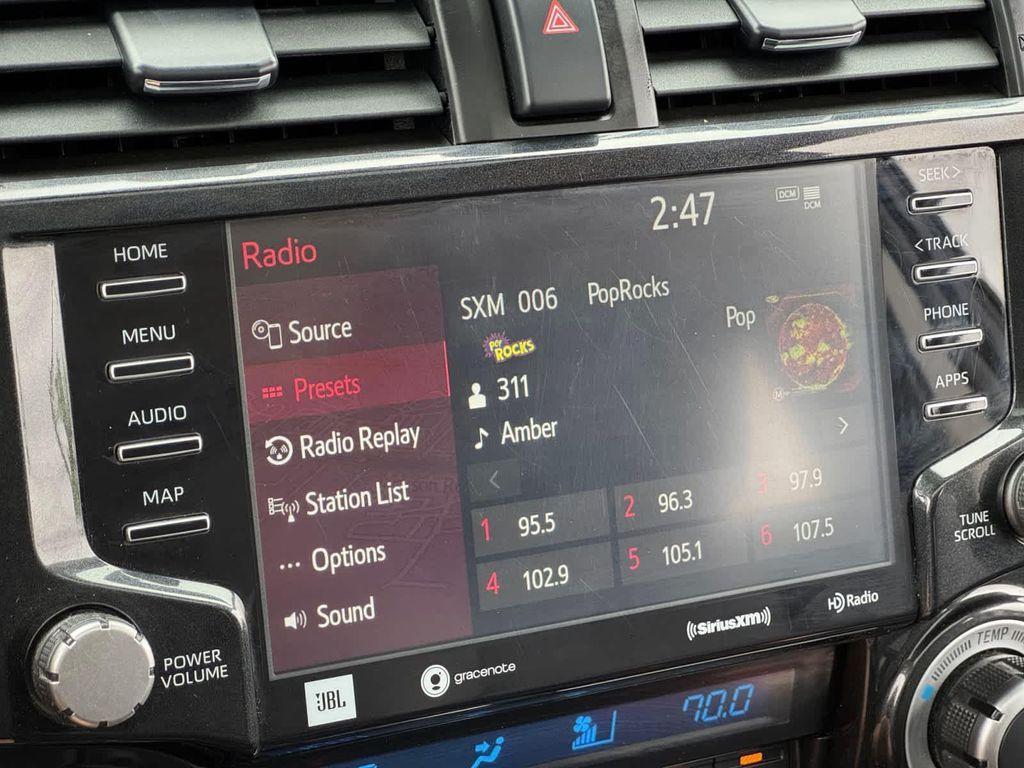 SEEK>
2:47
DCM
DCM
Radio
HOME
<TRACK
SXM 006 PopRocks
Source
Pop
MENU
POP ROCKS
PHONE
Presets
311
AUDIO
Radio Replay
Amber
APPS
>
<
MAP
Station List
1 95.5
2 96.3
3 97.9
Options
4 102.9
5 105.1
6 107.5
TUNE
SCROLL
Sound
POWER
VOLUME
JBL
gracenote
((SiriusXM))
HD Radio
TEMP
70.0